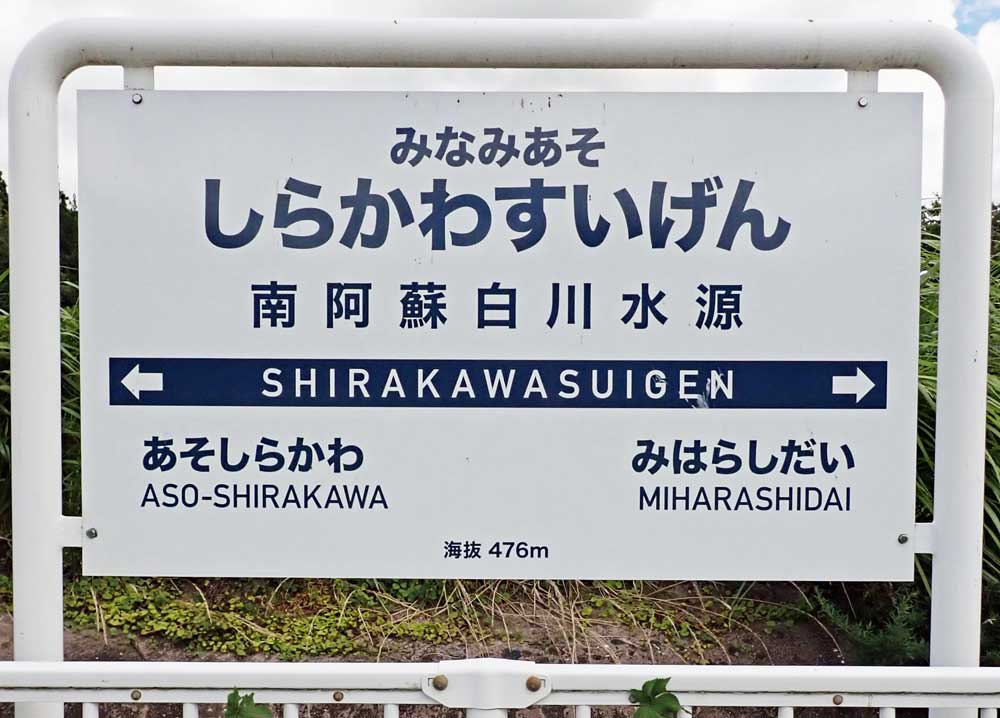 みなみあそ
しらかわすいげん
南阿蘇白川水源
← SHIRAKAWASUIGEN →
あそしらかわ みはらしだい
ASO-SHIRAKAWA MIHARASHIDAI
海抜 476m